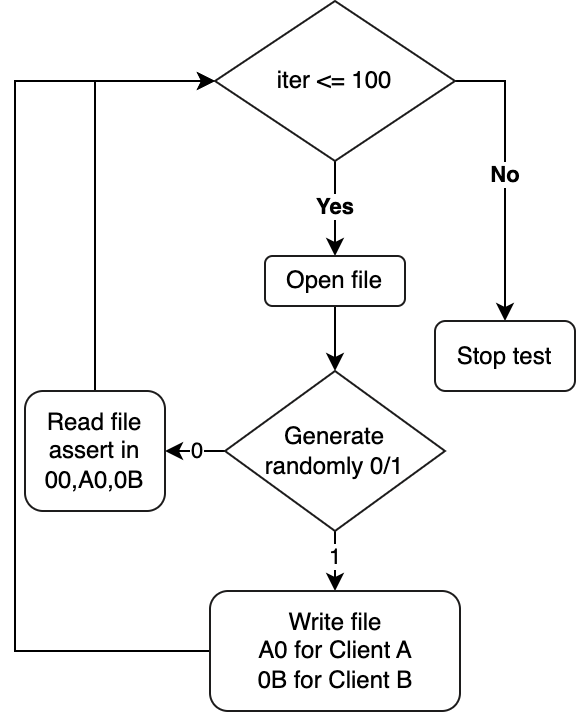 iter <= 100
Yes
No
Open file
Stop test
Generate
randomly 0/1
0
Read file
assert in
00,A0,0B
1
Write file
A0 for Client A
0B for Client B